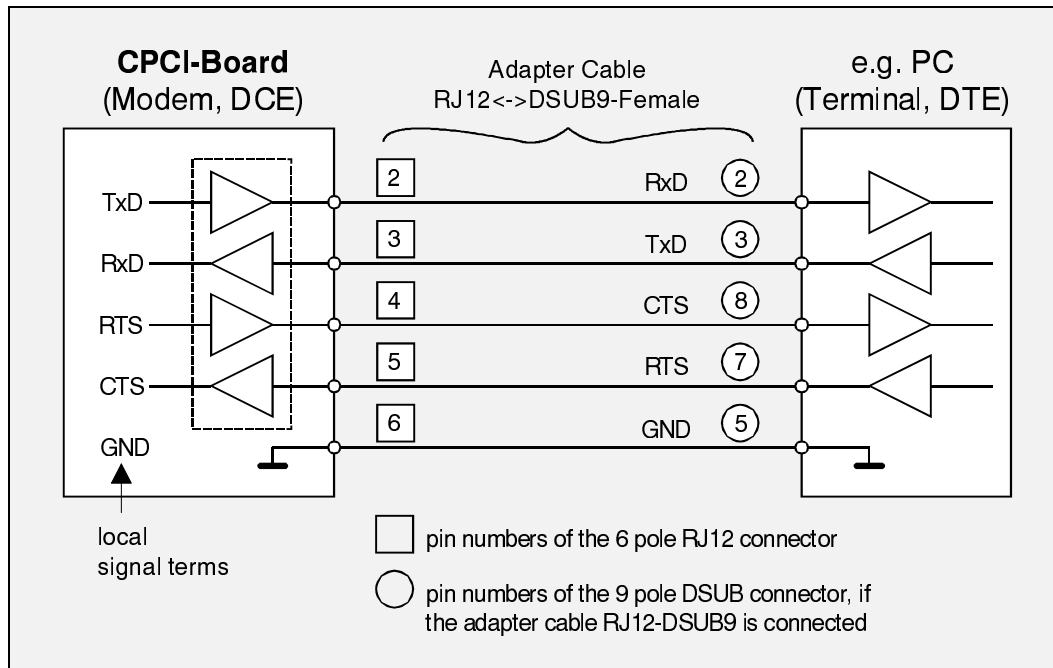 CPCI-Board
(Modem, DCE)
Adapter Cable
RJ12<->DSUB9-Female
e.g. PC
(Terminal, DTE)
TxD
2
RxD
2
RxD
3
TxD
3
RTS
4
CTS
8
CTS
5
RTS
7
GND
6
GND
5
local
signal terms
pin numbers of the 6 pole RJ12 connector
pin numbers of the 9 pole DSUB connector, if
the adapter cable RJ12-DSUB9 is connected